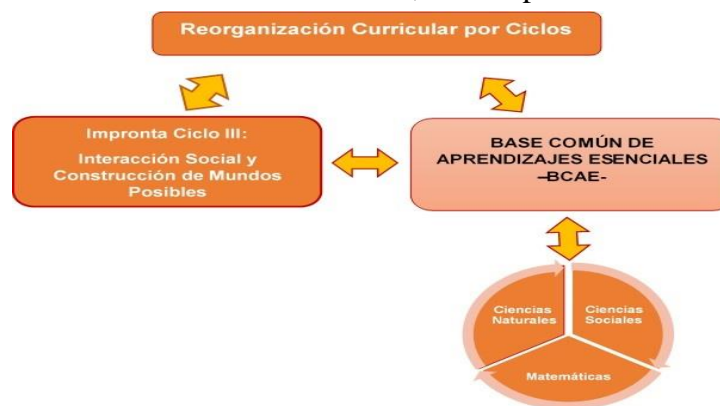 Reorganización Curricular por Ciclos
Impronta Ciclo III:
Interacción Social y
Construcción de Mundos
Posibles
BASE COMÚN DE
APRENDIZAJES ESENCIALES
–BCAE-
Ciencias
Naturales
Ciencias
Sociales
Matemáticas